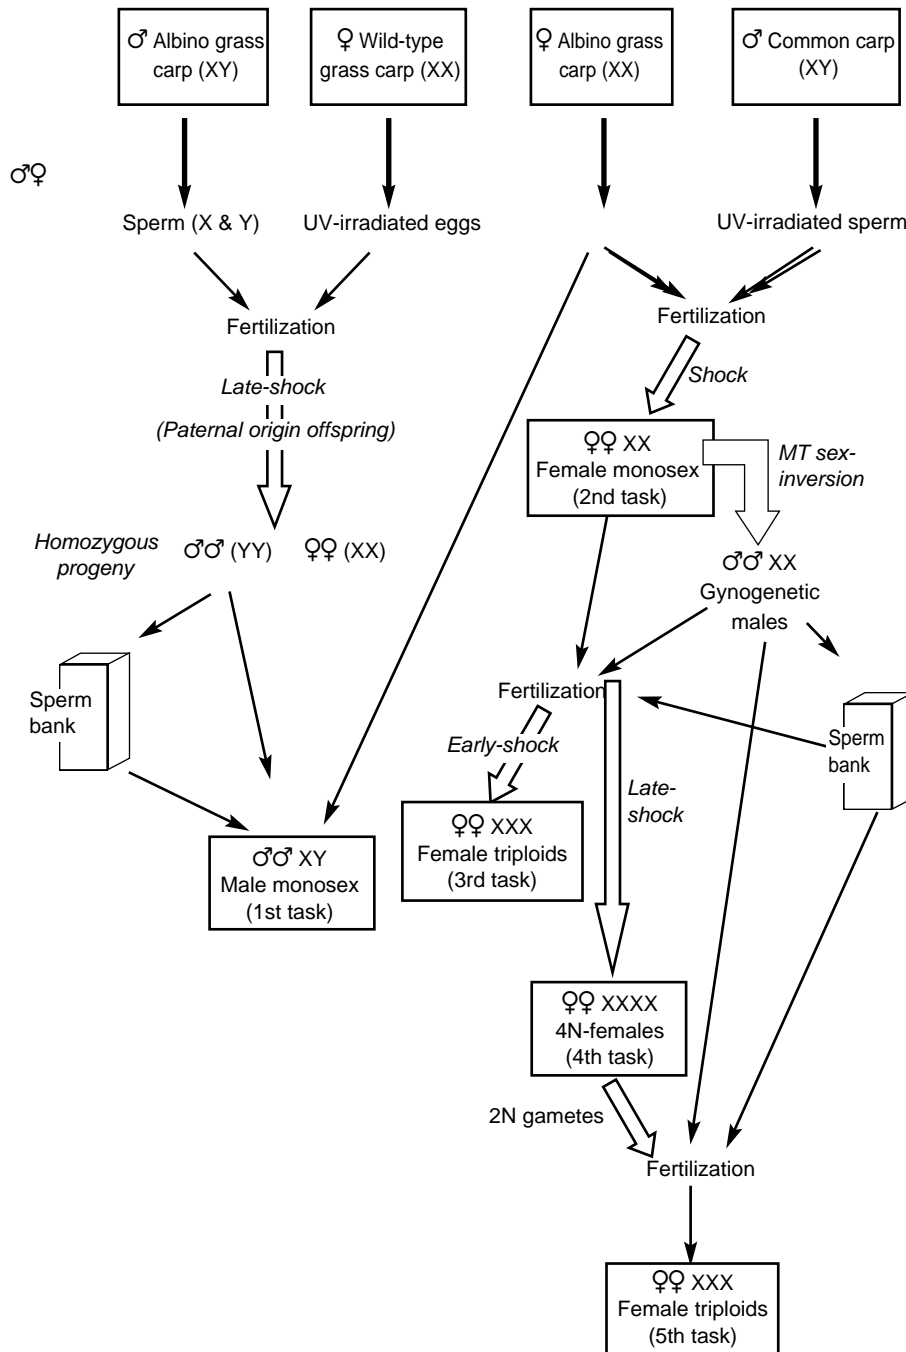 ♂ Albino grass
carp (XY)
♀ Wild-type
grass carp (XX)
♀ Albino grass
carp (XX)
♂ Common carp
(XY)
♂♀
Sperm (X & Y)
UV-irradiated eggs
UV-irradiated sperm
Fertilization
Fertilization
Late-shock
(Paternal origin offspring)
Shock
♀♀ XX
Female monosex
(2nd task)
MT sex-
inversion
Homozygous
progeny
♂♂ (YY)
♀♀ (XX)
♂♂ XX
Gynogenetic
males
Sperm
bank
Fertilization
Early-shock
Late-
shock
Sperm
bank
♂♂ XY
Male monosex
(1st task)
♀♀ XXX
Female triploids
(3rd task)
♀♀ XXXX
4N-females
(4th task)
2N gametes
Fertilization
♀♀ XXX
Female triploids
(5th task)